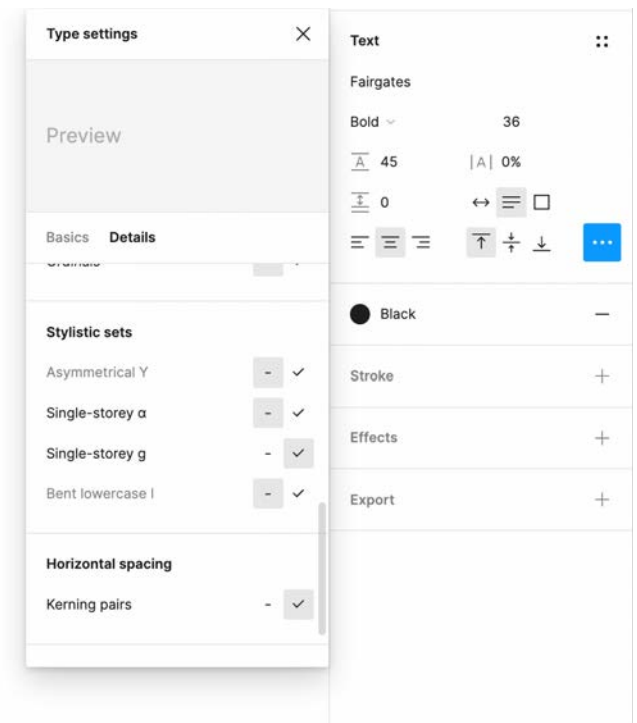 Type settings
Preview
Basics Details
Ordinals
Stylistic sets
Asymmetrical Y -
Single-storey ɑ -
Single-storey g -
Bent lowercase l -
Horizontal spacing
Kerning pairs -
Text
Fairgates
Bold 36
A 45 |A| 0%
0
Black
Stroke
Effects
Export